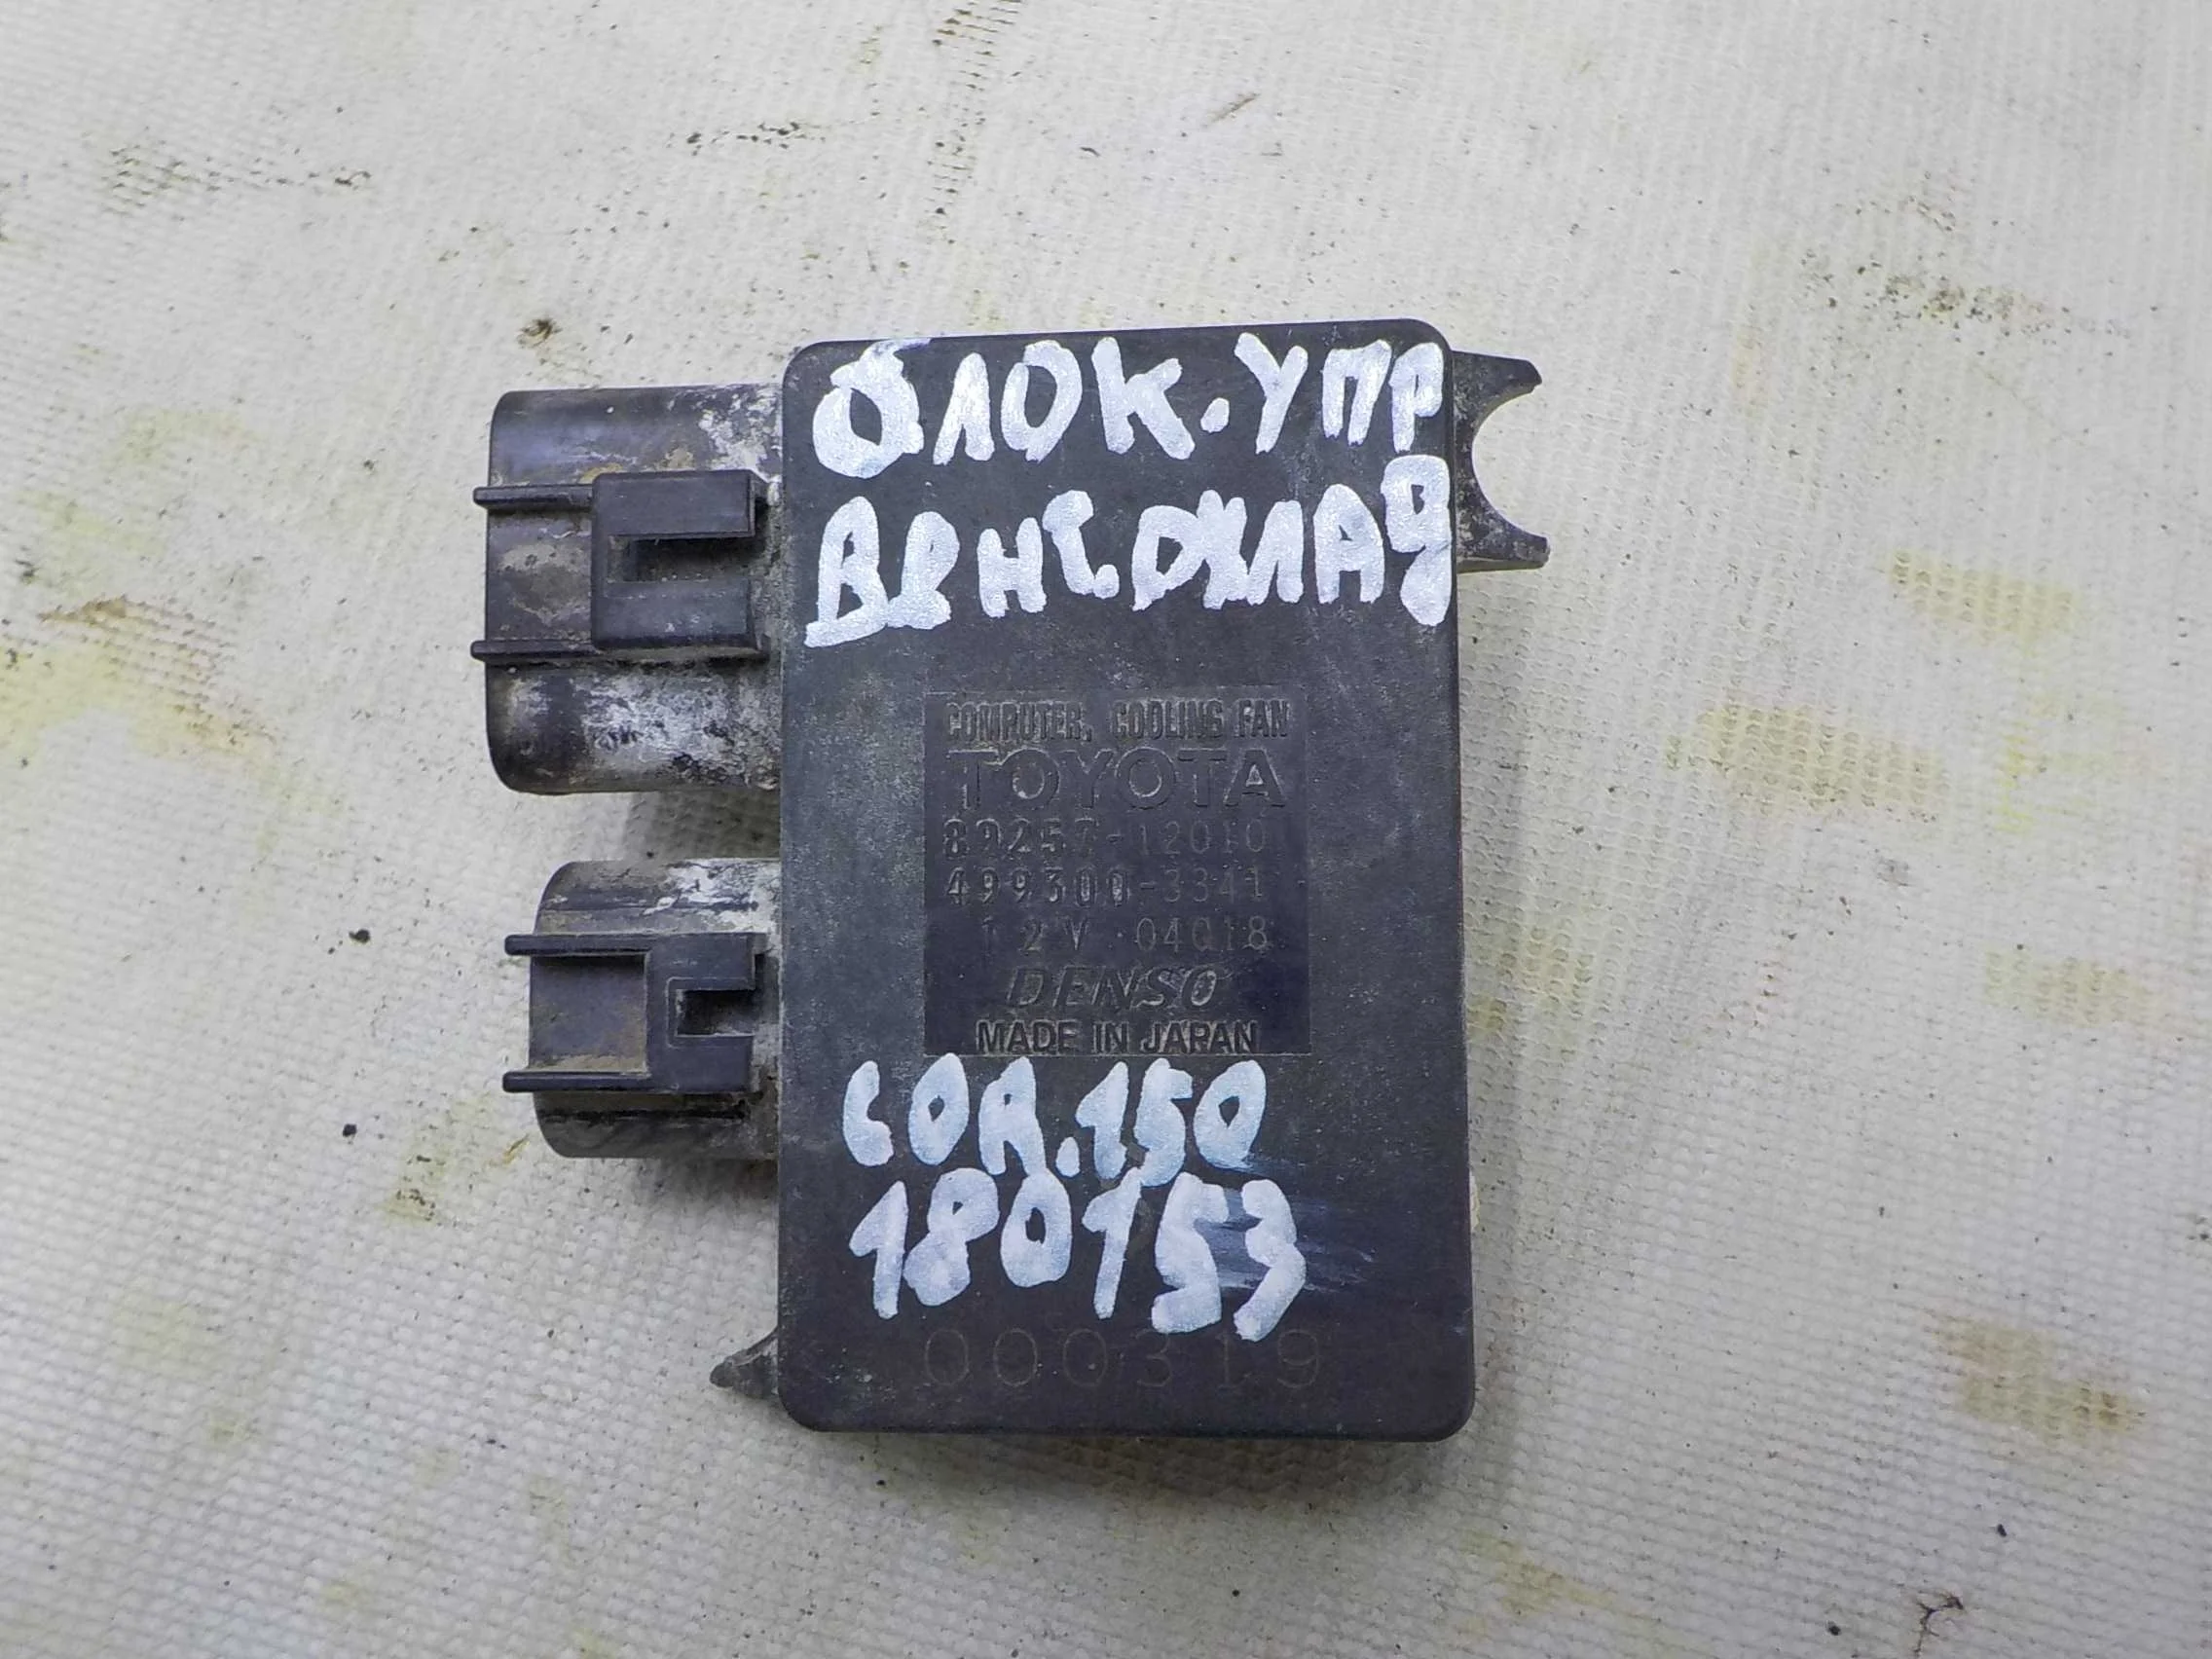 БЛОК.УПР
ВЕНТ.ОХЛАД
COMPUTER, COOLING FAN
TOYOTA
89257-12010
499300-3341
12V 04Q18
DENSO
MADE IN JAPAN
COR.150
180153
000319